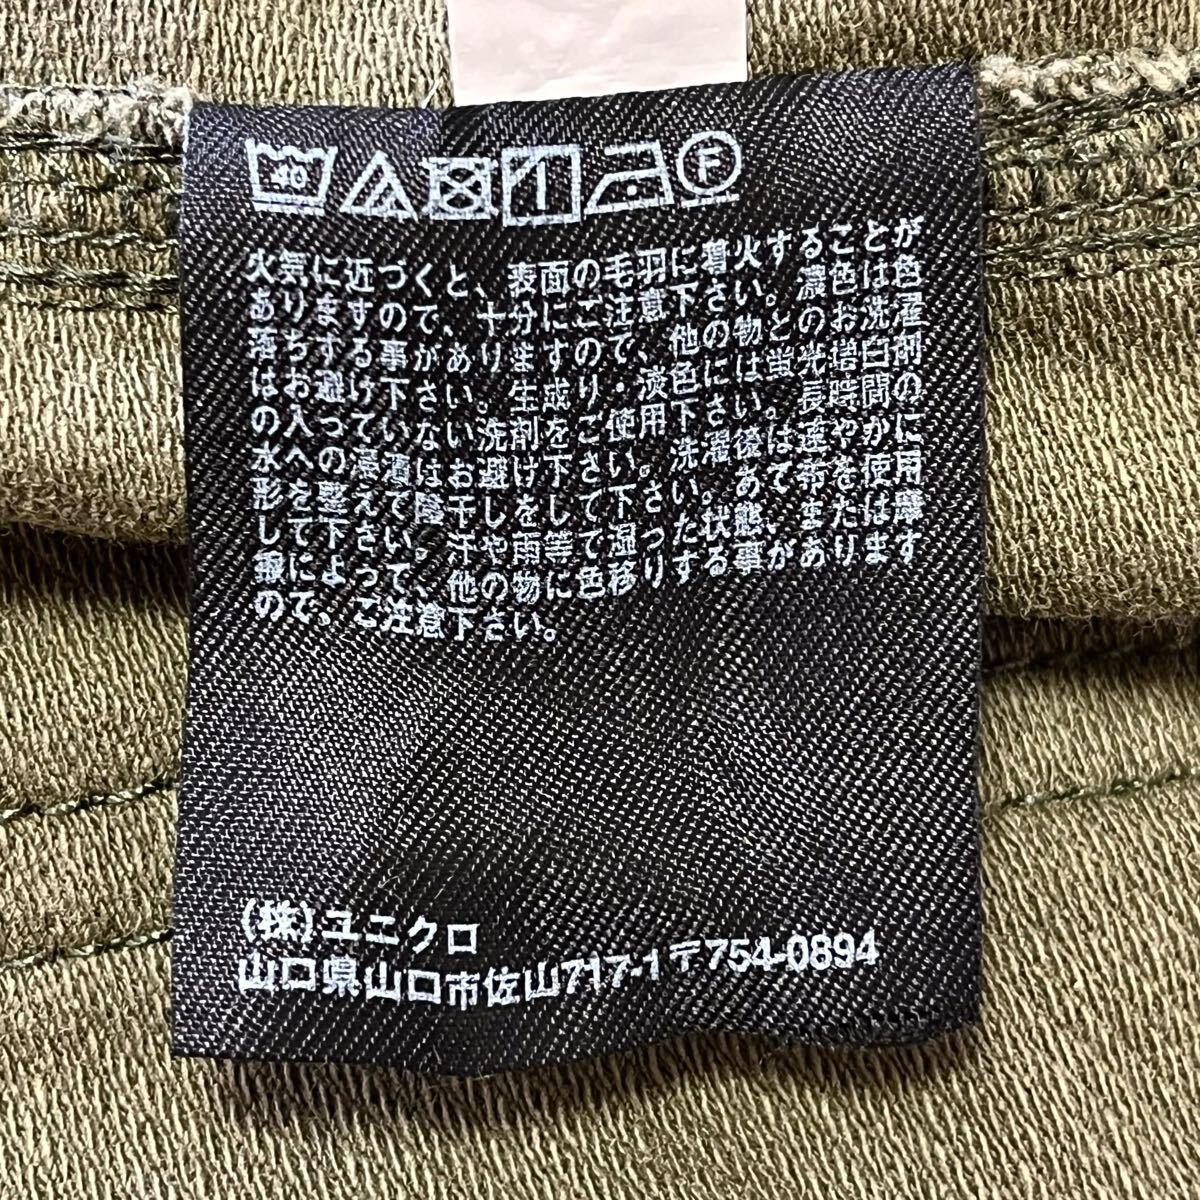 40
F
火気に近づくと、表面の毛羽に着火することが
ありますので、十分にご注意下さい。濃色は色
落ちする事があります。他の物とのお洗濯
はお避け下さい。生成り・淡色は蛍光増白剤
の入っていない洗剤をご使用下さい。長時間の
水への浸漬はお避け下さい。洗濯後は速やかに
形を整えて陰干しをして下さい。あて布を使用
して下さい。汗や雨等で湿った状態または摩
擦によって、他の物に色移りする事があります
ので、ご注意下さい。
(株)ユニクロ
山口県山口市佐山717-1〒754-0894